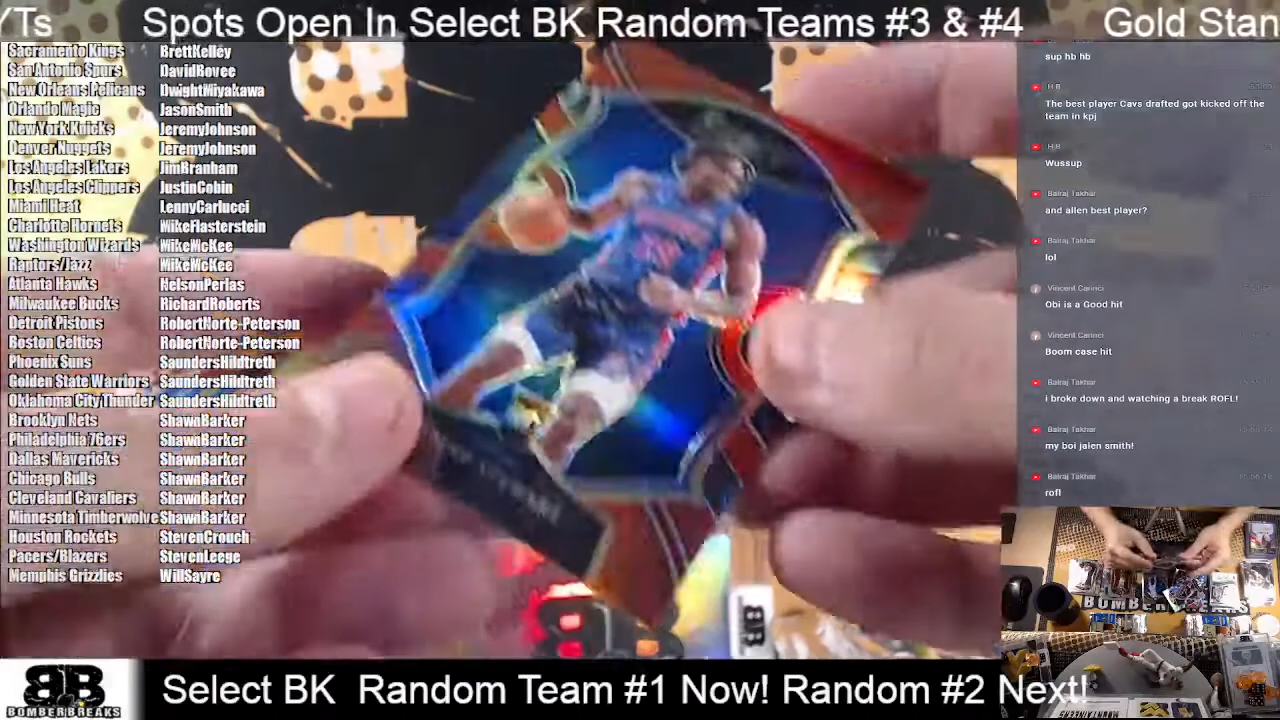 /Ts Spots Open In Select BK Random Teams #3 & #4 Gold Stan
Sacramento Kings BrettKelley
San Antonio Spurs DavidBovee
New Orleans Pelicans DwightMiyakawa
Orlando Magic JasonSmith
New York Knicks JeremyJohnson
Denver Nuggets JeremyJohnson
Los Angeles Lakers JimBranham
Los Angeles Clippers JustinCobin
Miami Heat LennyCarlucci
Charlotte Hornets MikeFlasterstein
Washington Wizards MikeMcKee
Raptors/Jazz MikeMcKee
Atlanta Hawks NelsonPerlas
Milwaukee Bucks RichardRoberts
Detroit Pistons RobertNorte-Peterson
Boston Celtics RobertNorte-Peterson
Phoenix Suns SaundersHildtreth
Golden State Warriors SaundersHildtreth
Oklahoma City Thunder SaundersHildtreth
Brooklyn Nets ShawnBarker
Philadelphia 76ers ShawnBarker
Dallas Mavericks ShawnBarker
Chicago Bulls ShawnBarker
Cleveland Cavaliers ShawnBarker
Minnesota Timberwolve ShawnBarker
Houston Rockets StevenCrouch
Pacers/Blazers StevenLeege
Memphis Grizzlies WillSayre
sup hb hb
H B
The best player Cavs drafted got kicked off the
team in kpj
H B
Wussup
Balraj Takhar
and allen best player?
Balraj Takhar
lol
Vincent Carinci
Obi is a Good hit
Vincent Carinci
Boom case hit
Balraj Takhar
i broke down and watching a break ROFL!
Balraj Takhar
my boi jalen smith!
Balraj Takhar
rofl
BB
BOMBERBREAKS
Select BK Random Team #1 Now! Random #2 Next!